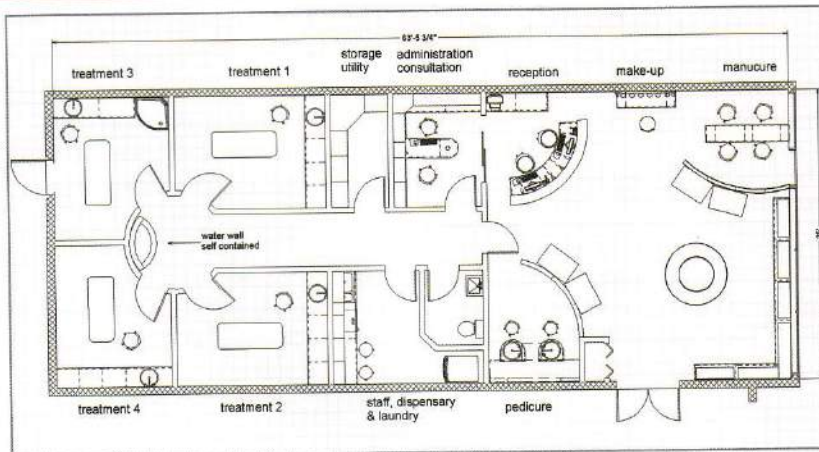 63'-5 3/4"
treatment 3
treatment 1
storage
utility
administration
consultation
reception
make-up
manucure
water wall
self contained
treatment 4
treatment 2
staff, dispensary
& laundry
pedicure